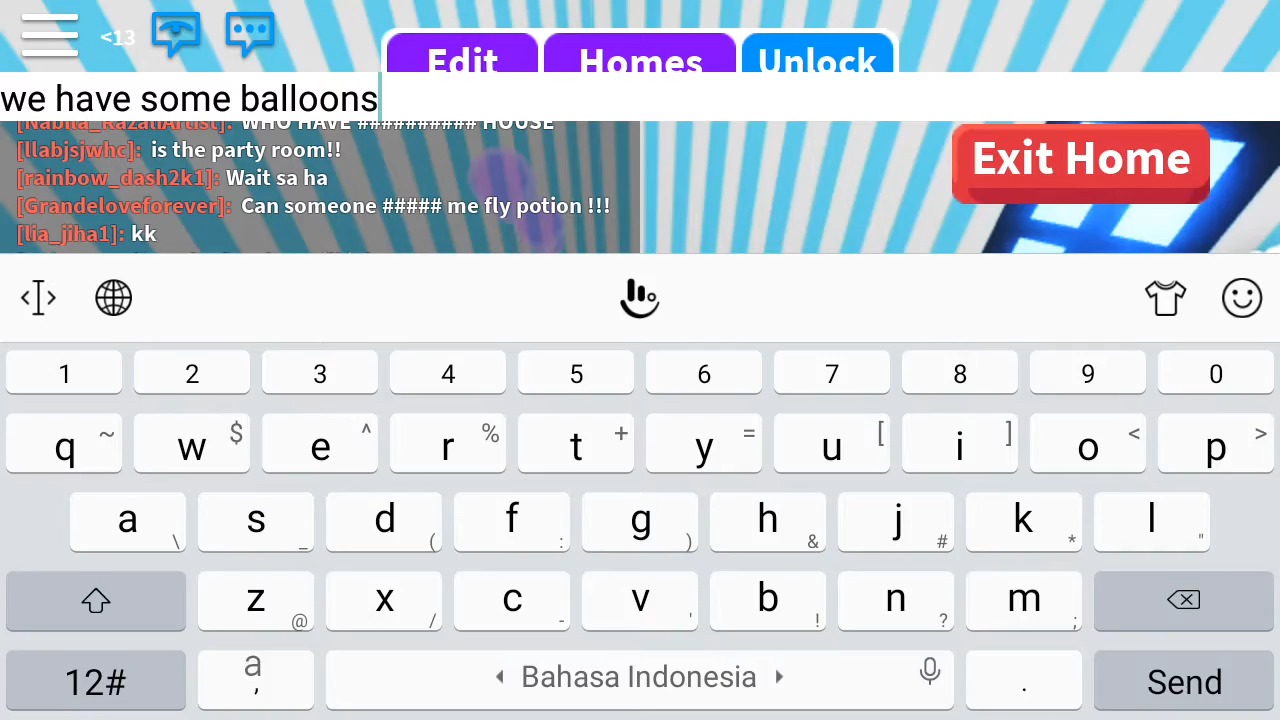 <13
Edit Homes Unlock
we have some balloons
[Nabila_RazaliArtist]: WHO HAVE ########## HOUSE
[llabjsjwhc]: is the party room!!
[rainbow_dash2k1]: Wait sa ha
[Grandeloveforever]: Can someone ##### me fly potion !!!
[lia_jiha1]: kk
Exit Home
1 2 3 4 5 6 7 8 9 0
q ~ w $ e ^ r % t + y = u [ i ] o < p >
a \ s _ d ( f : g ) h & j # k * l "
z @ x / c - v ' b ! n ? m ;
12# a , Bahasa Indonesia . Send